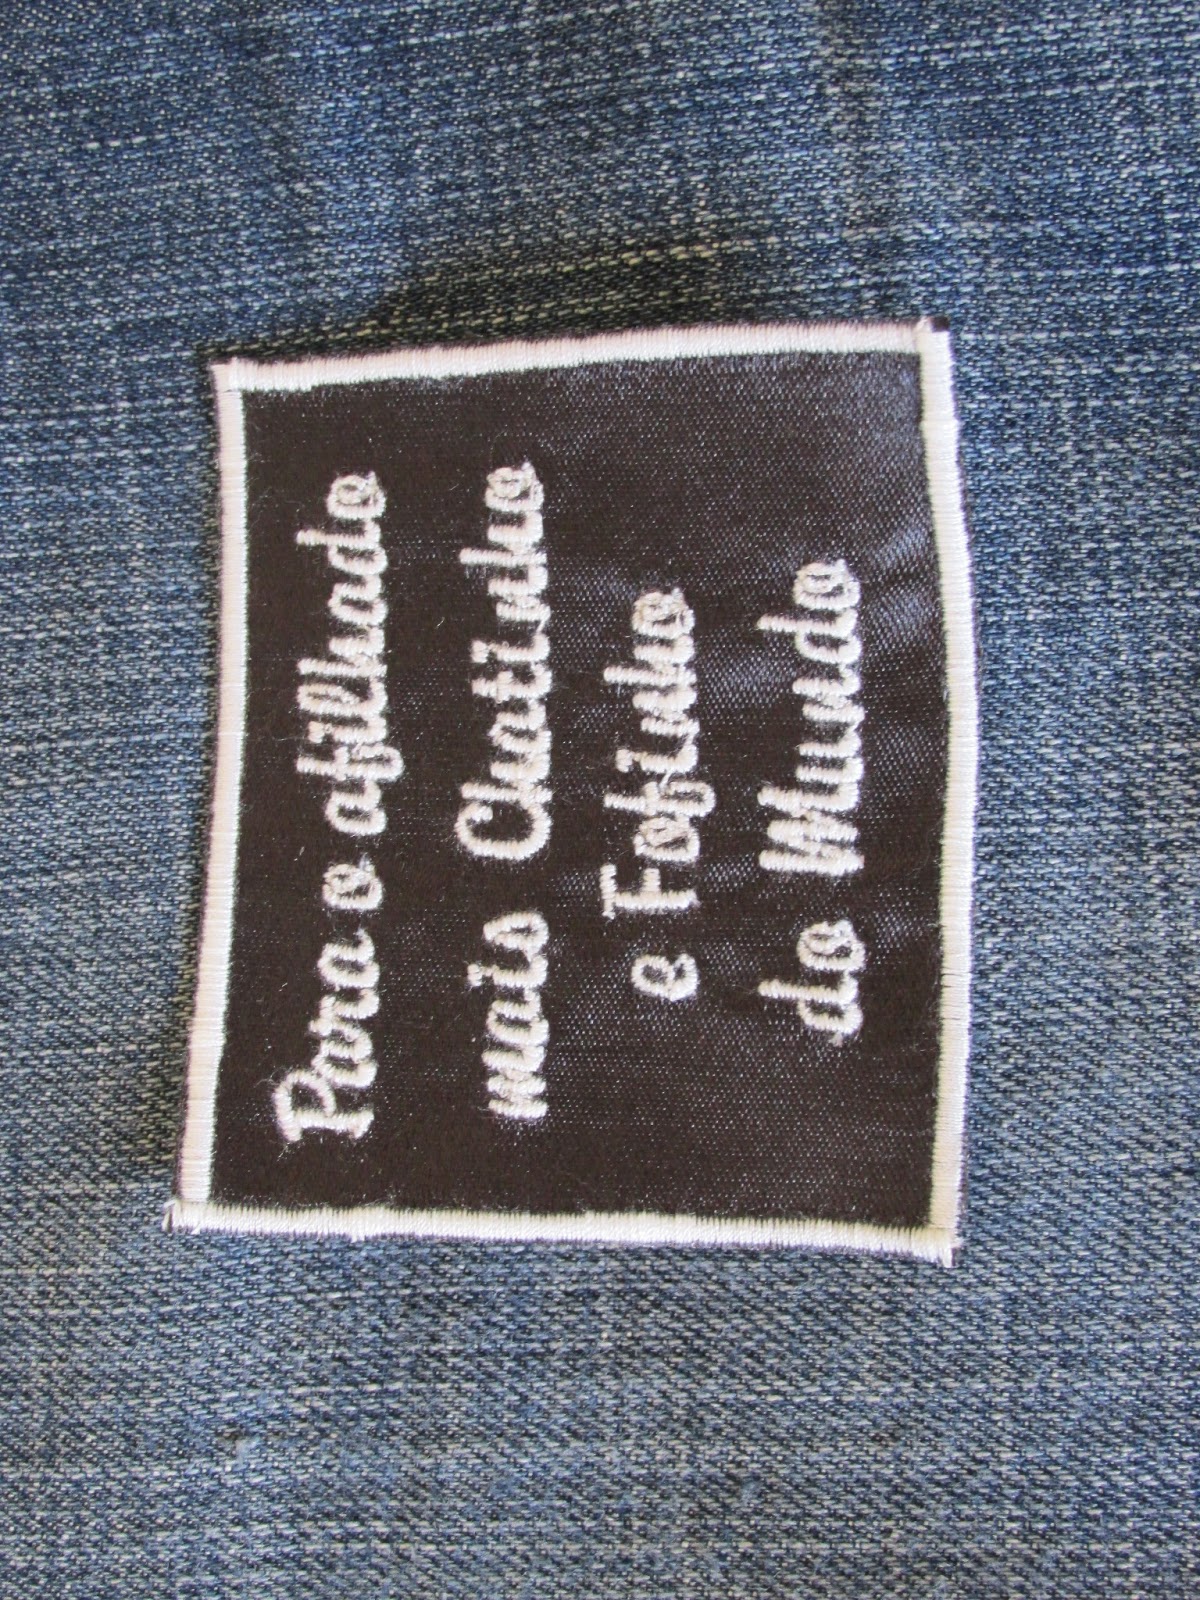 Para o afilhado
mais Chatinho
e Fofinho
do Mundo